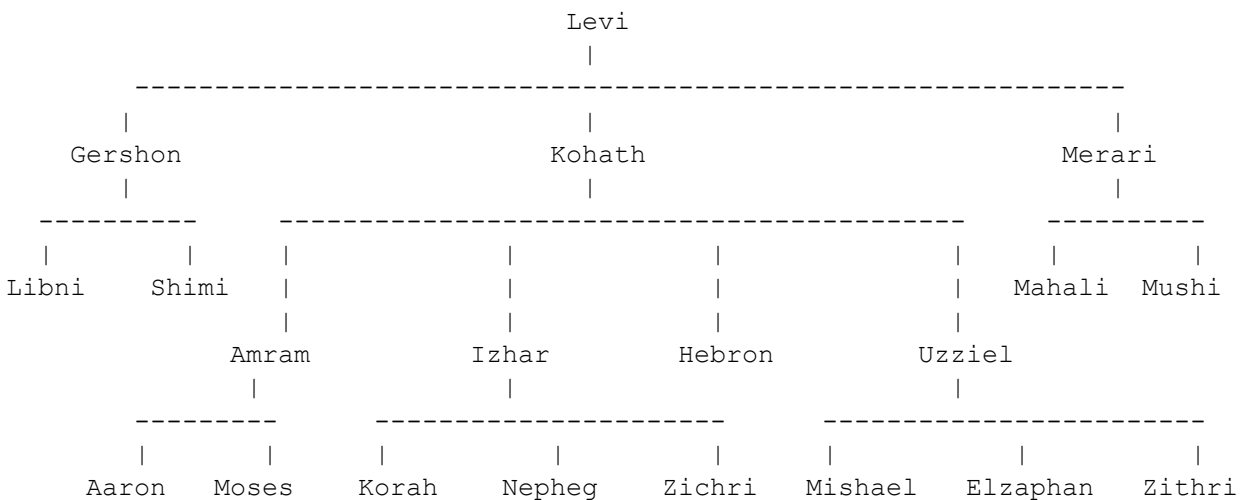 Levi
Gershon Kohath Merari
Libni Shimi Mahali Mushi
Amram Izhar Hebron Uzziel
Aaron Moses Korah Nepheg Zichri Mishael Elzaphan Zithri